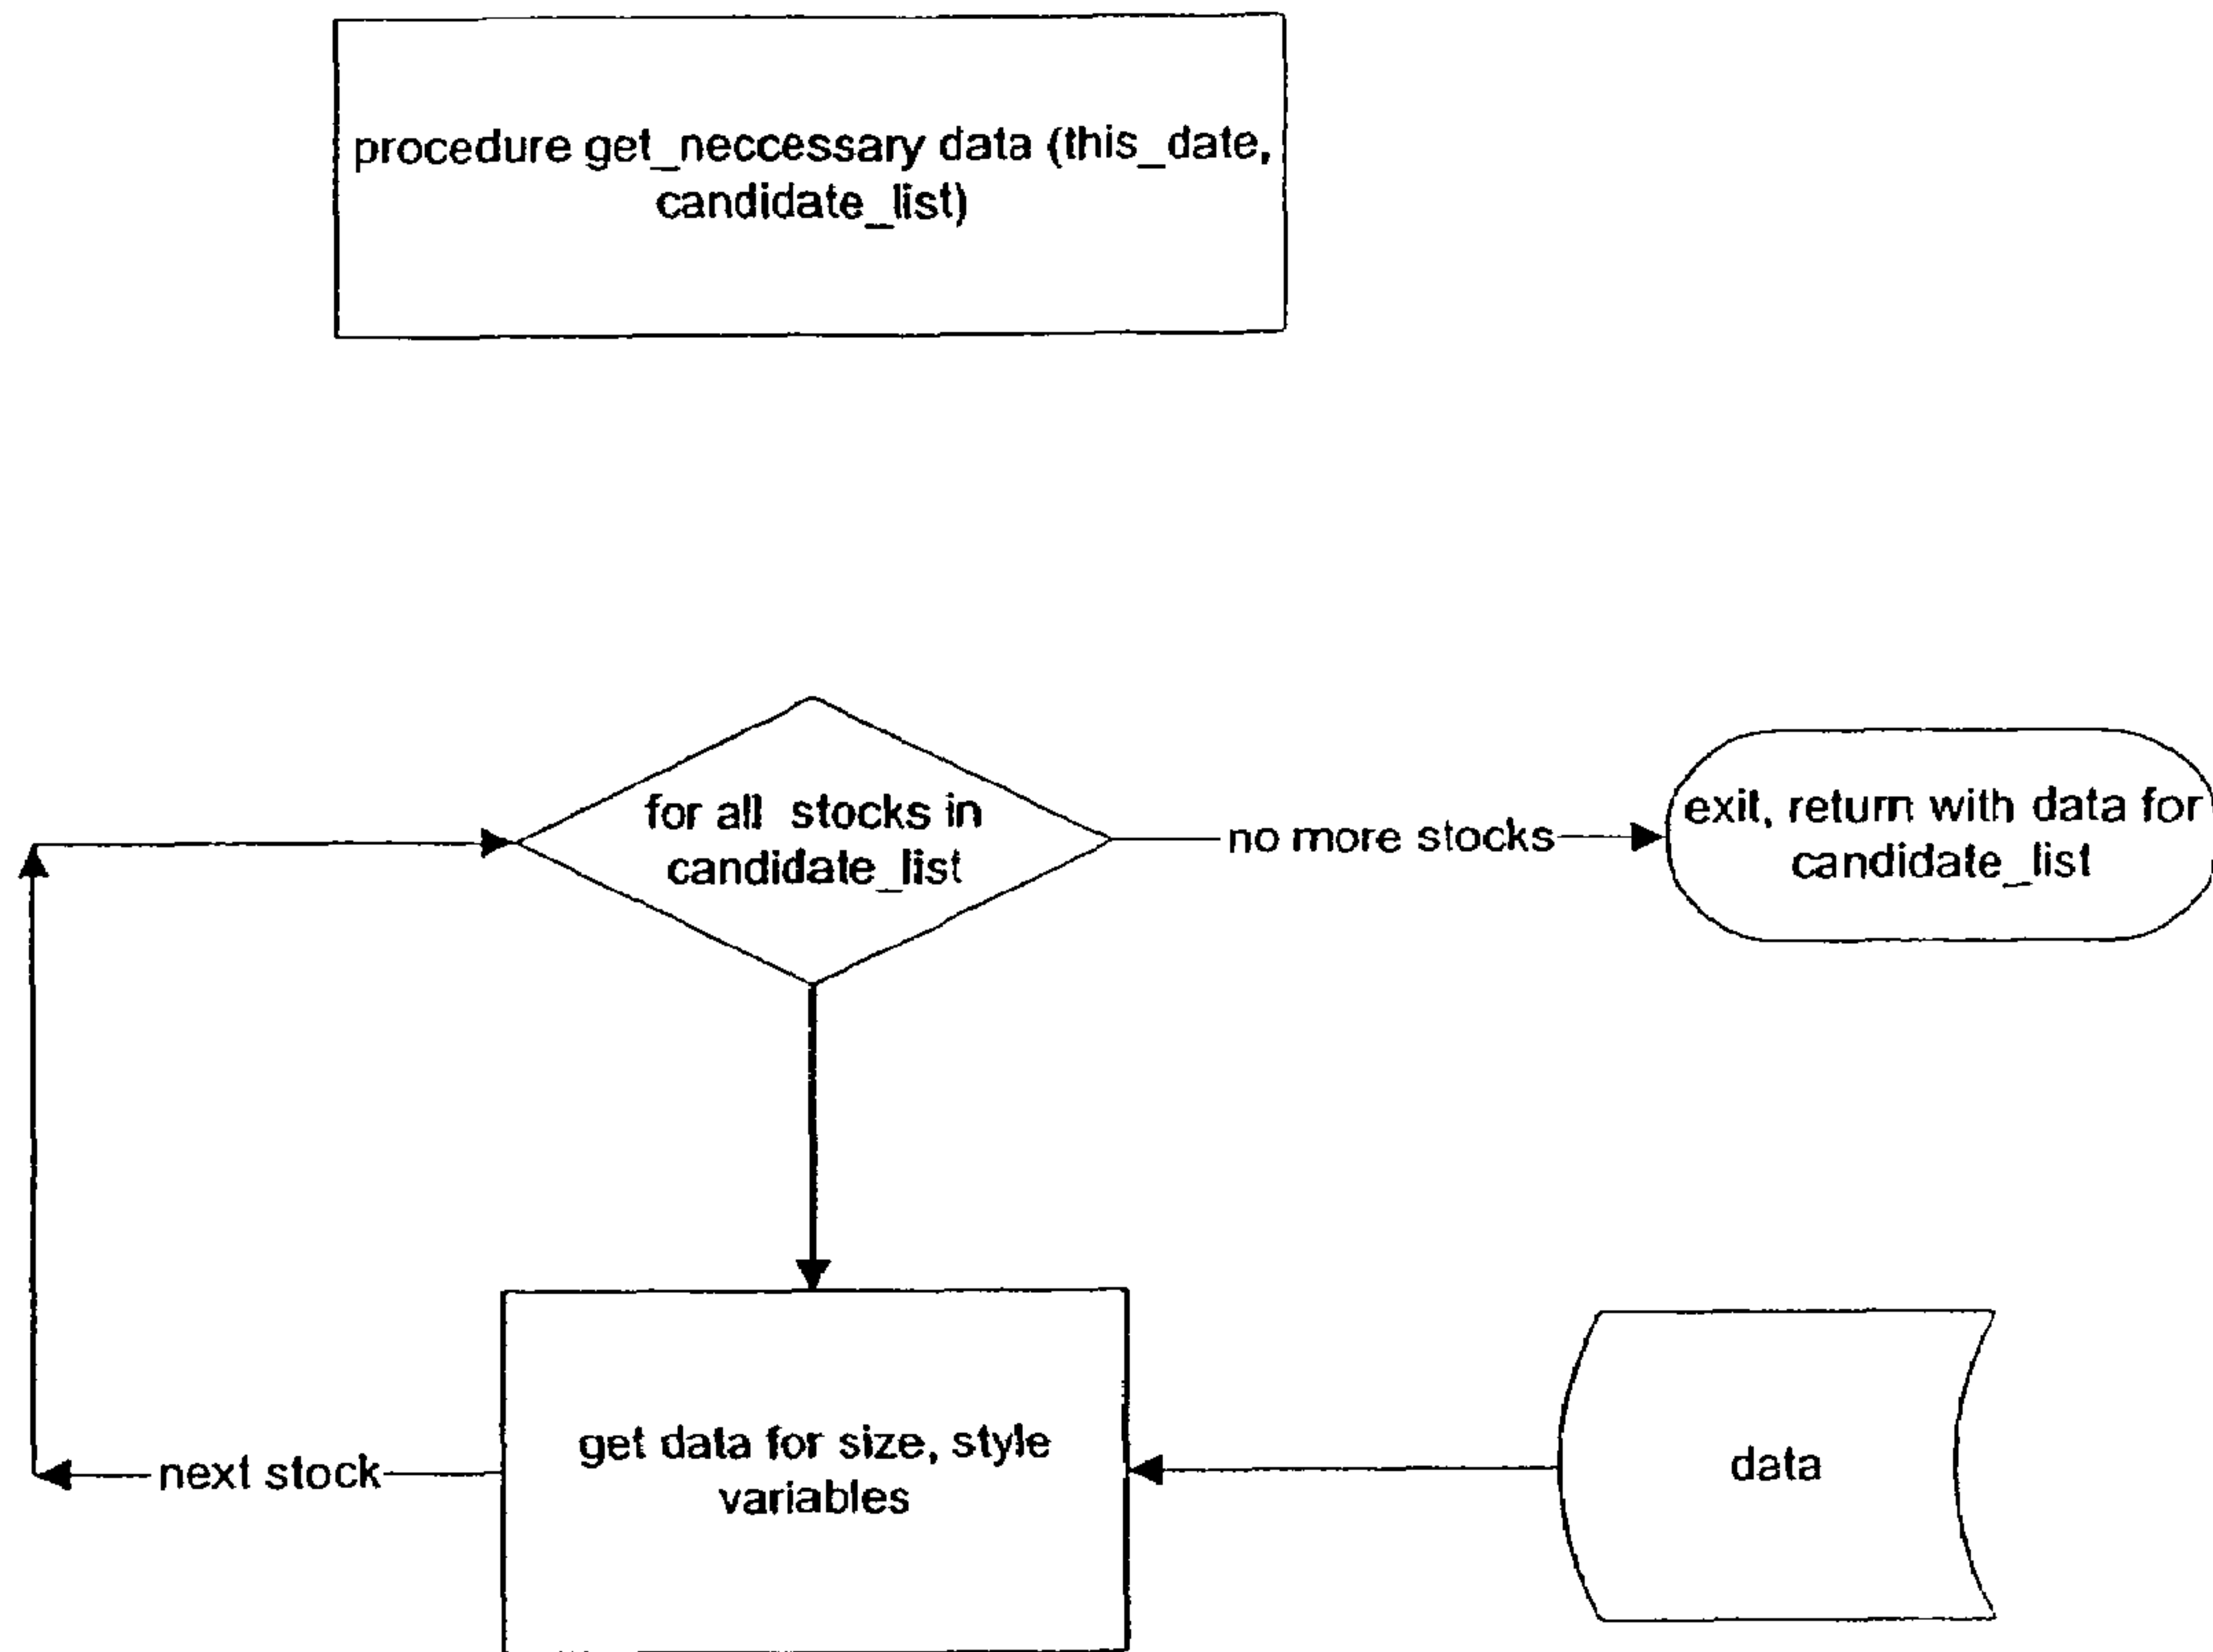 procedure get_neccessary data (this_date,
candidate_list)
for all stocks in
candidate_list
no more stocks
exit, return with data for
candidate_list
next stock
get data for size, style
variables
data